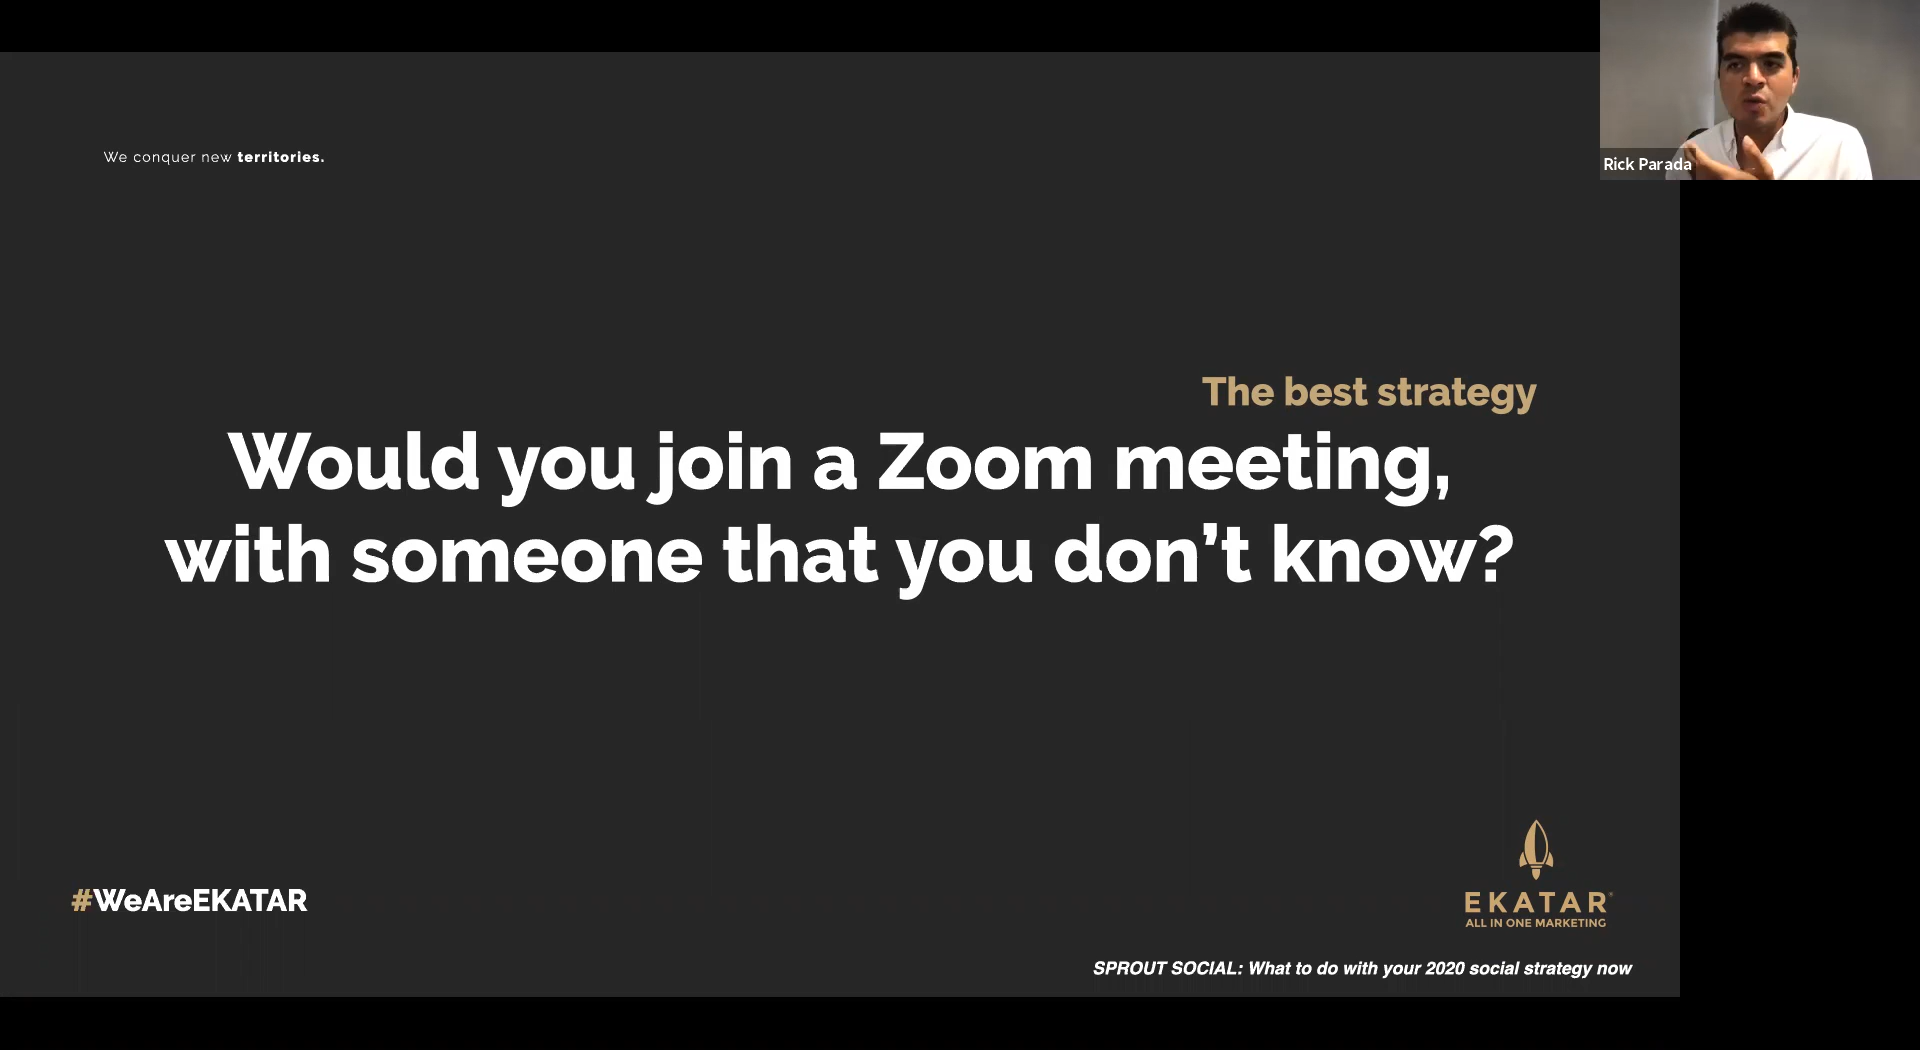 Rick Parada
We conquer new territories.
The best strategy
Would you join a Zoom meeting,
with someone that you don’t know?
#WeAreEKATAR
EKATAR®
ALL IN ONE MARKETING
SPROUT SOCIAL: What to do with your 2020 social strategy now